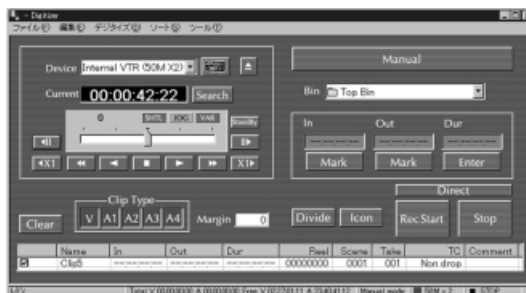 - Digitizer
ファイル(F) 編集(E) デジタイズ(D) ソート(S) ツール(T)
Device Internal VTR (50M X2)
Manual
Current 00:00:42:22 Search
Bin Top Bin
0 SHTL JOG VAR Standby
In Out Dur
--:--:--:-- --:--:--:-- --:--:--:--
Mark Mark Enter
X1 X1
Direct
Clip Type
Clear V A1 A2 A3 A4 Margin 0 Divide Icon Rec Start Stop
Name In Out Dur Reel Scene Take TC Comment
Clip5 --:--:--:-- --:--:--:-- --:--:--:-- 00000000 0001 001 Non drop
Manual mode 50M × 2 STOP